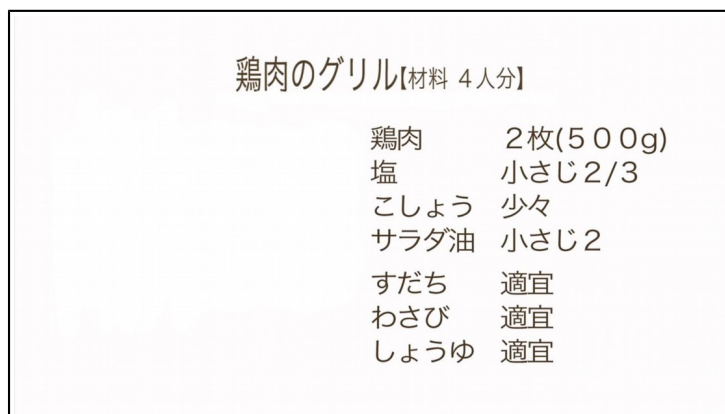 鶏肉のグリル【材料 4人分】
鶏肉 2枚(500g)
塩 小さじ2/3
こしょう 少々
サラダ油 小さじ2
すだち 適宜
わさび 適宜
しょうゆ 適宜